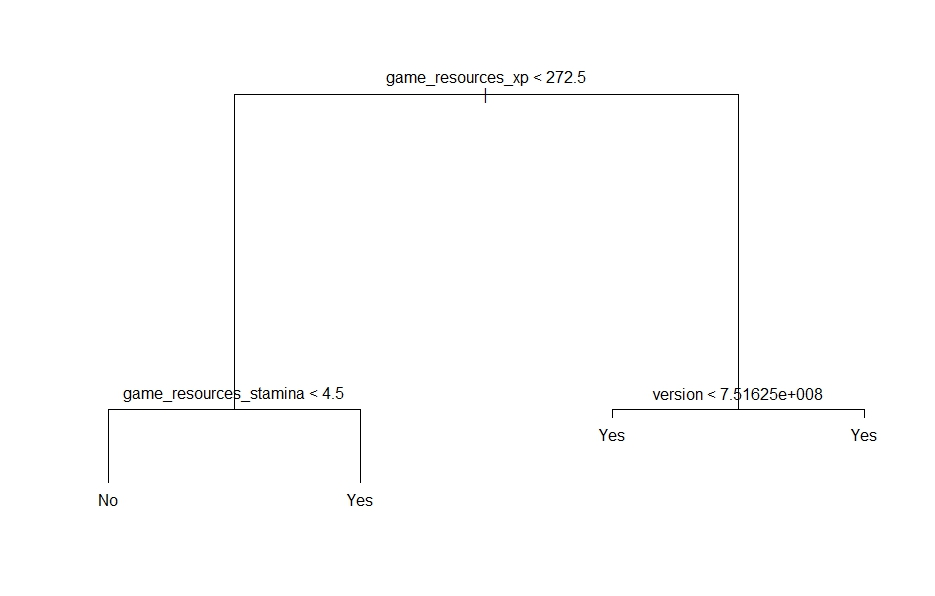 game_resources_xp < 272.5
game_resources_stamina < 4.5
version < 7.51625e+008
Yes
Yes
No
Yes